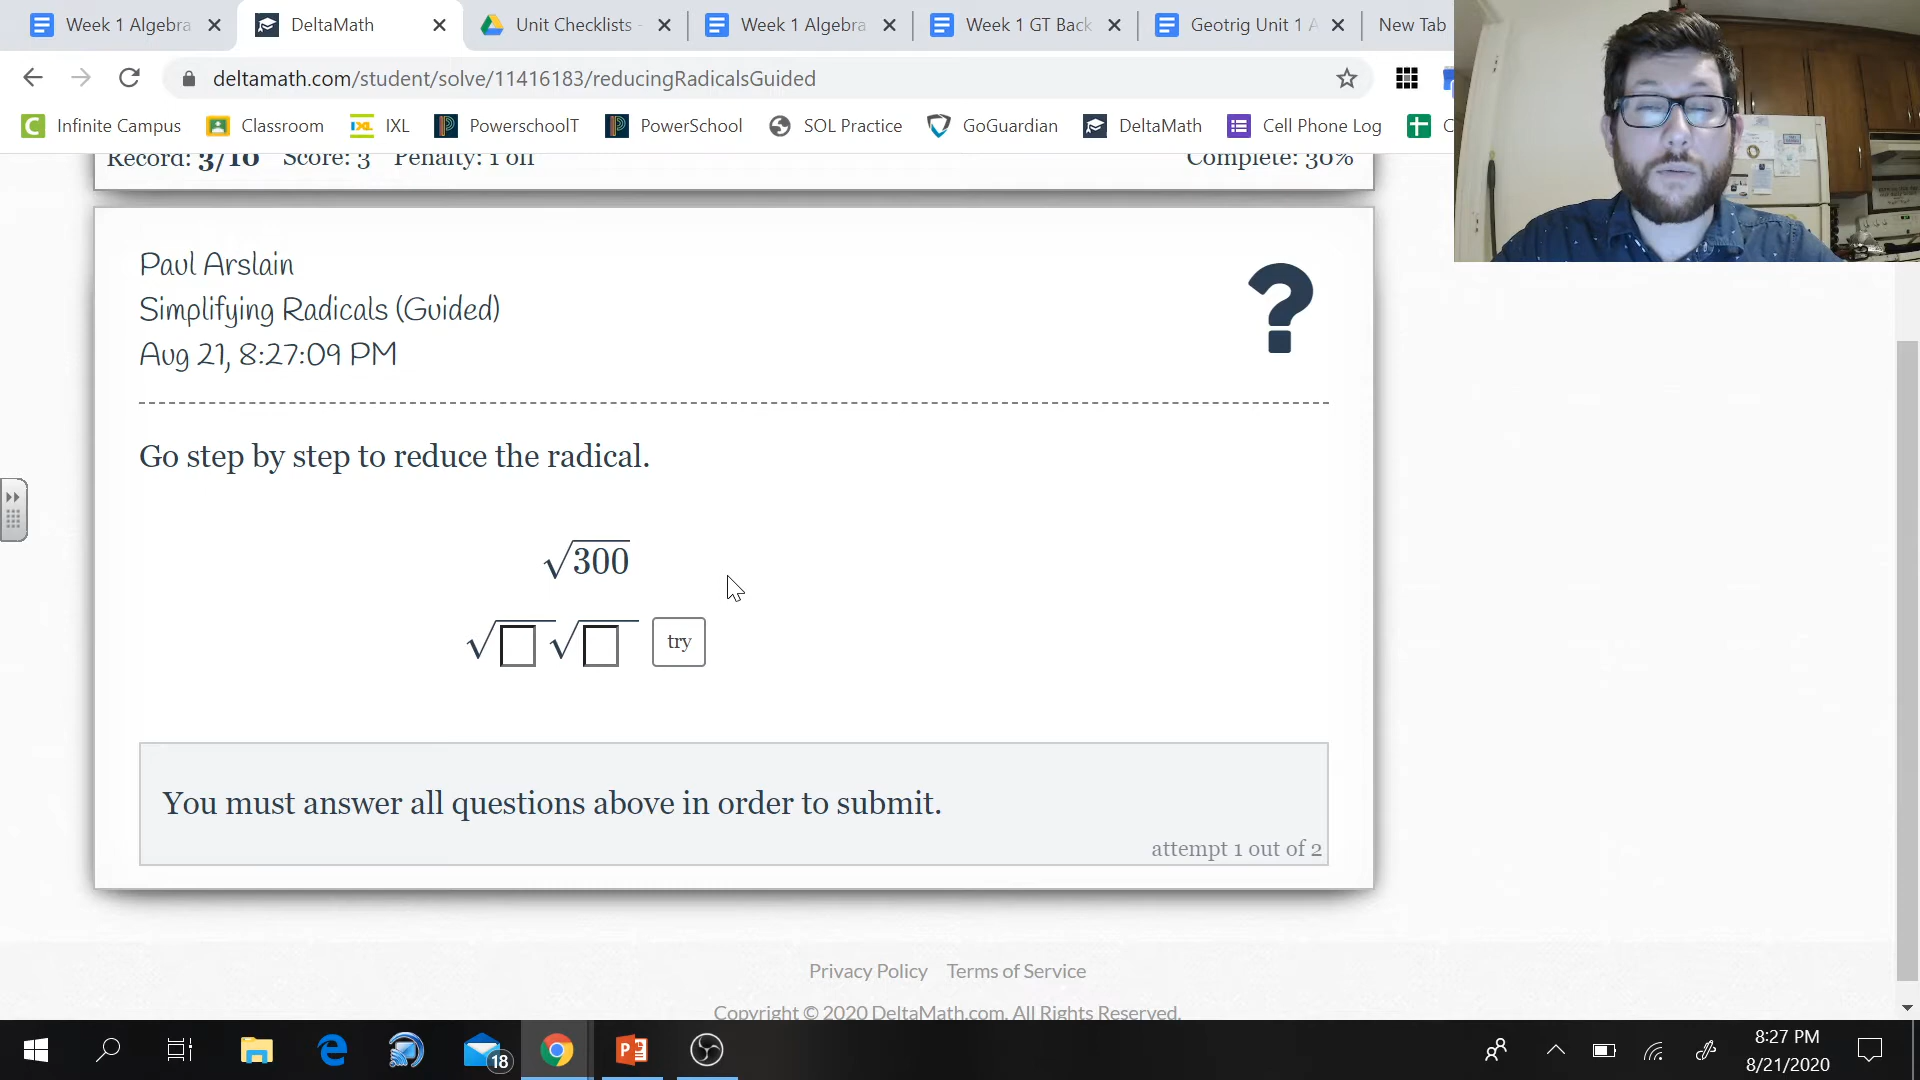 Week 1 Algebra
DeltaMath
Unit Checklists -
Week 1 Algebra
Week 1 GT Back
Geotrig Unit 1 A
New Tab
deltamath.com/student/solve/11416183/reducingRadicalsGuided
Infinite Campus
Classroom
IXL
PowerschoolT
PowerSchool
SOL Practice
GoGuardian
DeltaMath
Cell Phone Log
Record: 3/10 Score: 3 Penalty: 1 off
Complete: 30%
Paul Arslain
Simplifying Radicals (Guided)
Aug 21, 8:27:09 PM
?
Go step by step to reduce the radical.
√300
√□ √□ try
You must answer all questions above in order to submit.
attempt 1 out of 2
Privacy Policy Terms of Service
Copyright © 2020 DeltaMath.com. All Rights Reserved.
18
8:27 PM
8/21/2020